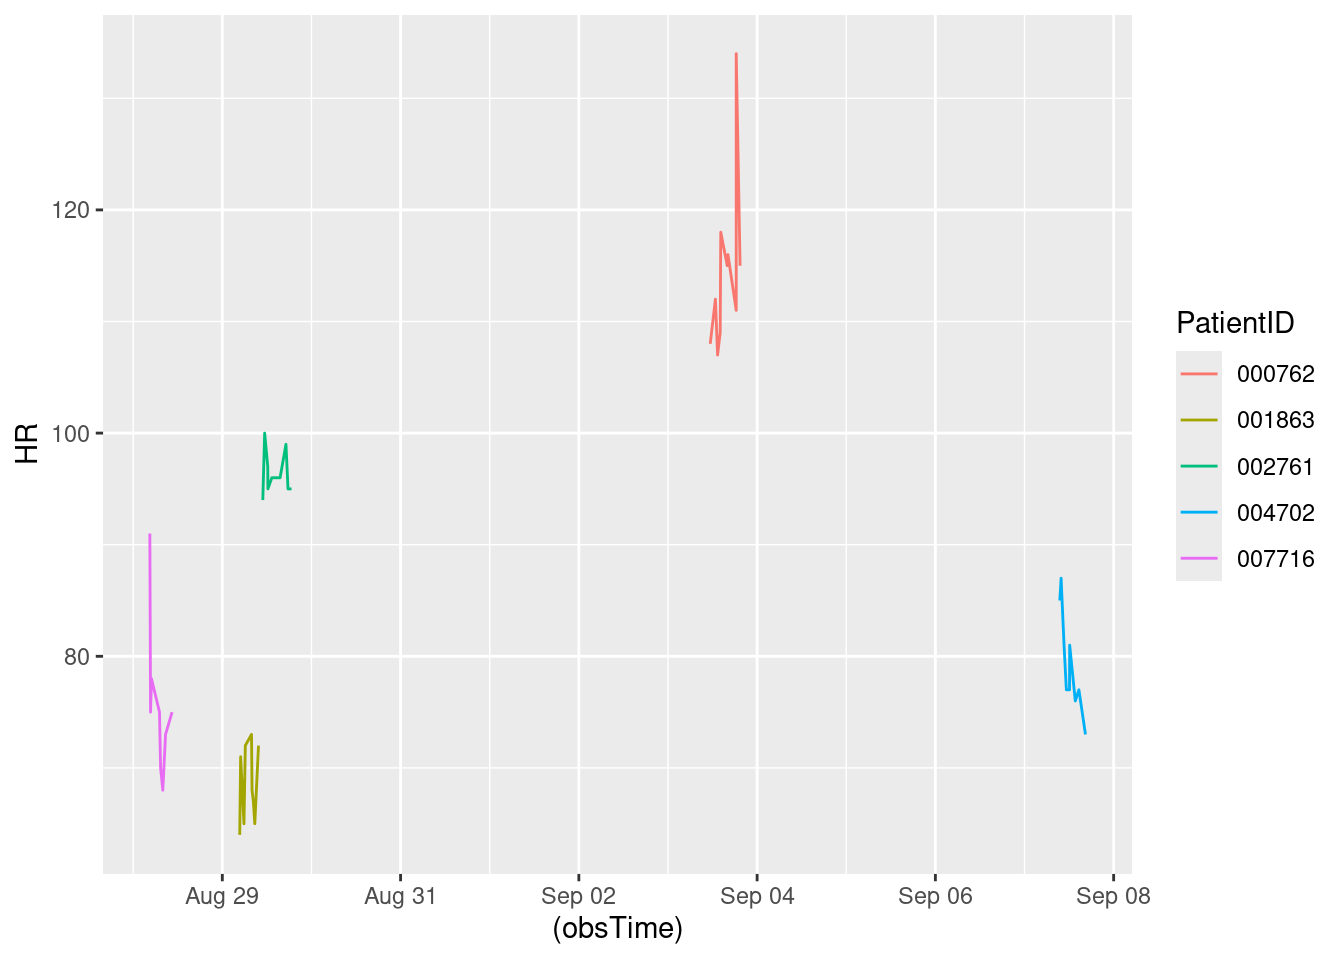 HR
120
100
80
Aug 29
Aug 31
Sep 02
Sep 04
Sep 06
Sep 08
(obsTime)
PatientID
000762
001863
002761
004702
007716